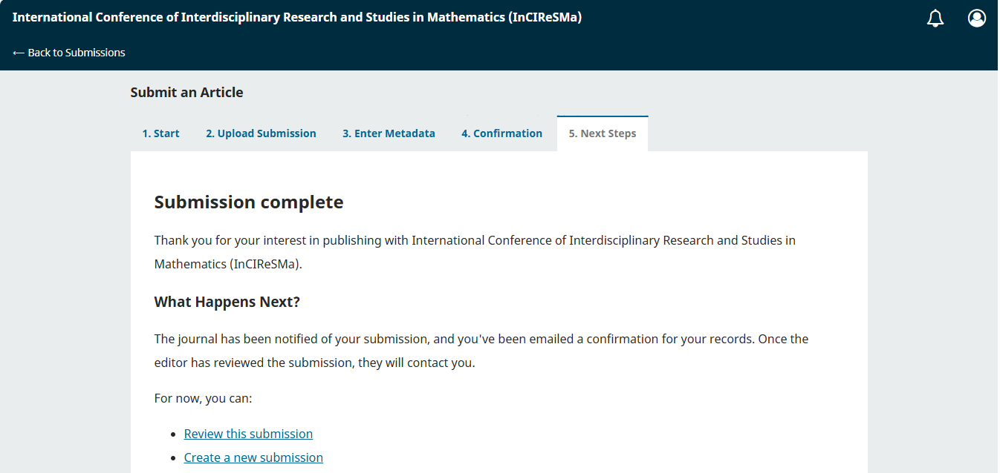 International Conference of Interdisciplinary Research and Studies in Mathematics (InCIReSMa)
← Back to Submissions
Submit an Article
1. Start 2. Upload Submission 3. Enter Metadata 4. Confirmation 5. Next Steps
Submission complete
Thank you for your interest in publishing with International Conference of Interdisciplinary Research and Studies in
Mathematics (InCIReSMa).
What Happens Next?
The journal has been notified of your submission, and you've been emailed a confirmation for your records. Once the
editor has reviewed the submission, they will contact you.
For now, you can:
• Review this submission
• Create a new submission